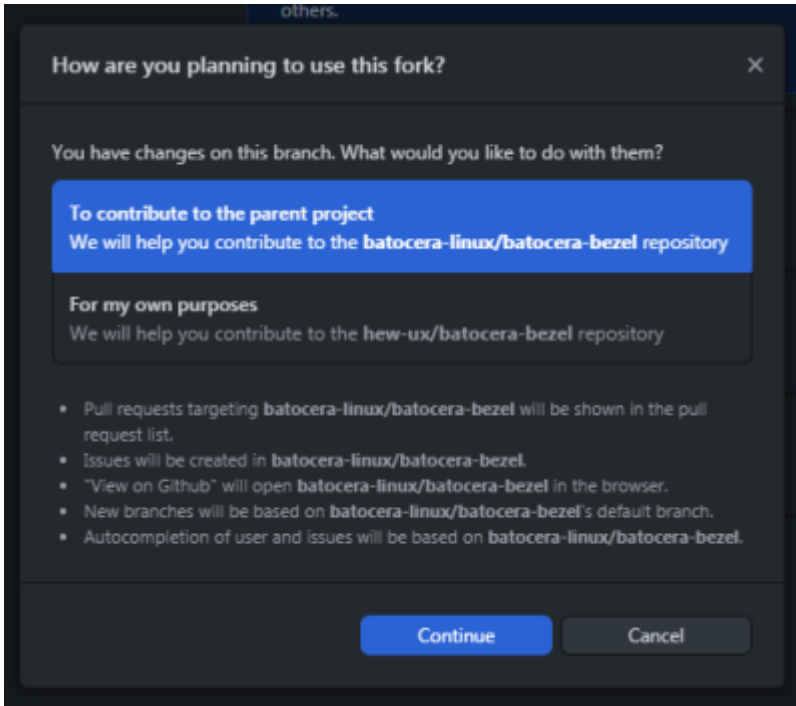 others.
How are you planning to use this fork?
You have changes on this branch. What would you like to do with them?
To contribute to the parent project
We will help you contribute to the batocera-linux/batocera-bezel repository
For my own purposes
We will help you contribute to the hew-ux/batocera-bezel repository
• Pull requests targeting batocera-linux/batocera-bezel will be shown in the pull
request list.
• Issues will be created in batocera-linux/batocera-bezel.
• "View on Github" will open batocera-linux/batocera-bezel in the browser.
• New branches will be based on batocera-linux/batocera-bezel's default branch.
• Autocompletion of user and issues will be based on batocera-linux/batocera-bezel.
Continue
Cancel